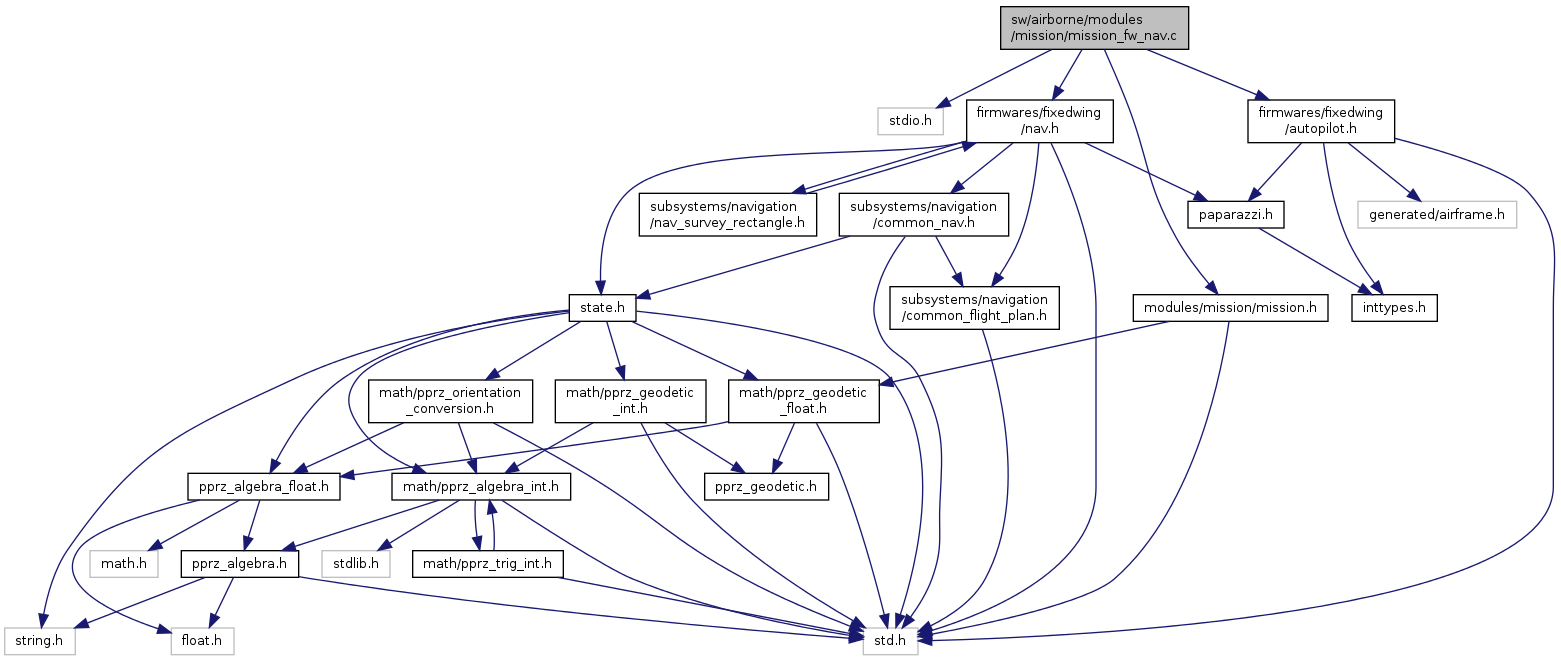 sw/airborne/modules
/mission/mission_fw_nav.c
stdio.h
firmwares/fixedwing
/nav.h
firmwares/fixedwing
/autopilot.h
subsystems/navigation
/nav_survey_rectangle.h
subsystems/navigation
/common_nav.h
paparazzi.h
generated/airframe.h
state.h
subsystems/navigation
/common_flight_plan.h
modules/mission/mission.h
inttypes.h
math/pprz_orientation
_conversion.h
math/pprz_geodetic
_int.h
math/pprz_geodetic
_float.h
pprz_algebra_float.h
math/pprz_algebra_int.h
pprz_geodetic.h
math.h
pprz_algebra.h
stdlib.h
math/pprz_trig_int.h
string.h
float.h
std.h